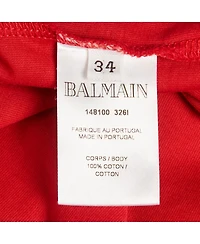 34
BALMAIN
148100 326I
FABRIQUE AU PORTUGAL
MADE IN PORTUGAL
CORPS / BODY
100% COTON /
COTTON